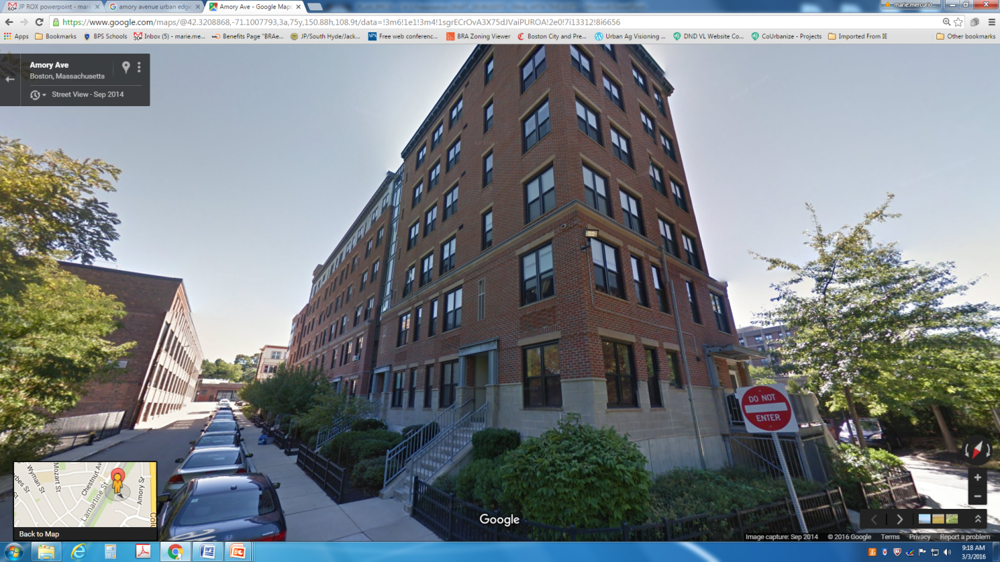 JP ROX powerpoint - mari
amory avenue urban edge
Amory Ave - Google Maps
marie.mercurio...
https://www.google.com/maps/@42.3208868,-71.1007793,3a,75y,150.88h,108.9t/data=!3m6!1e1!3m4!1sgrECrOvA3X75dJVaiPUROA!2e0!7i13312!8i6656
Apps Bookmarks BPS Schools Inbox (5) - marie.me... Benefits Page "BRAe... JP/South Hyde/Jack... Free web conferenc... BRA Zoning Viewer Boston City and Pre... Urban Ag Visioning ... DND VL Website Co... CoUrbanize - Projects Imported From IE Other bookmarks
Amory Ave
Boston, Massachusetts
Street View - Sep 2014
DO NOT
ENTER
Wyman St
Mozart St
Chestnut Av
Lamartine St
Amory St
Back to Map
Google
Image capture: Sep 2014 © 2016 Google Terms Privacy Report a problem
9:18 AM
3/3/2016